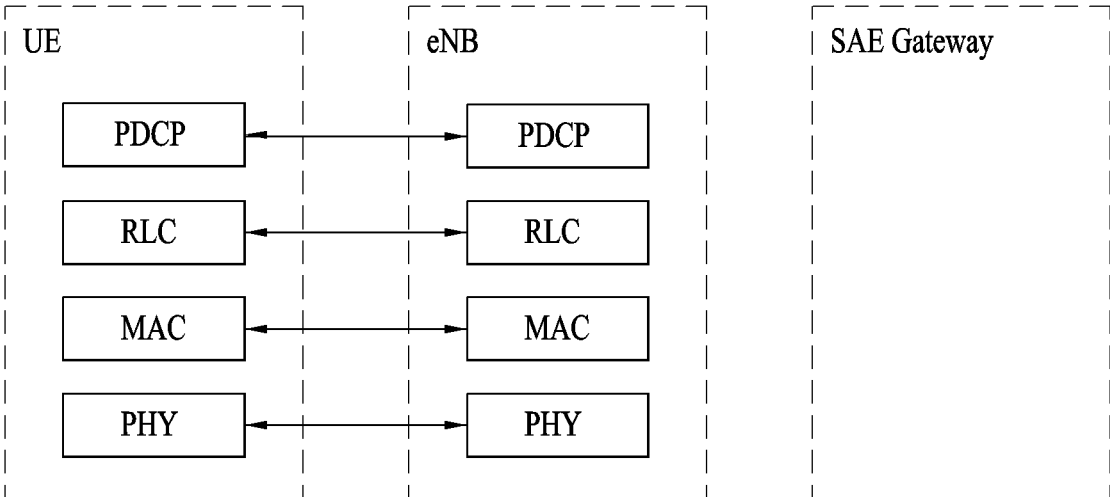 UE
eNB
SAE Gateway
PDCP
PDCP
RLC
RLC
MAC
MAC
PHY
PHY